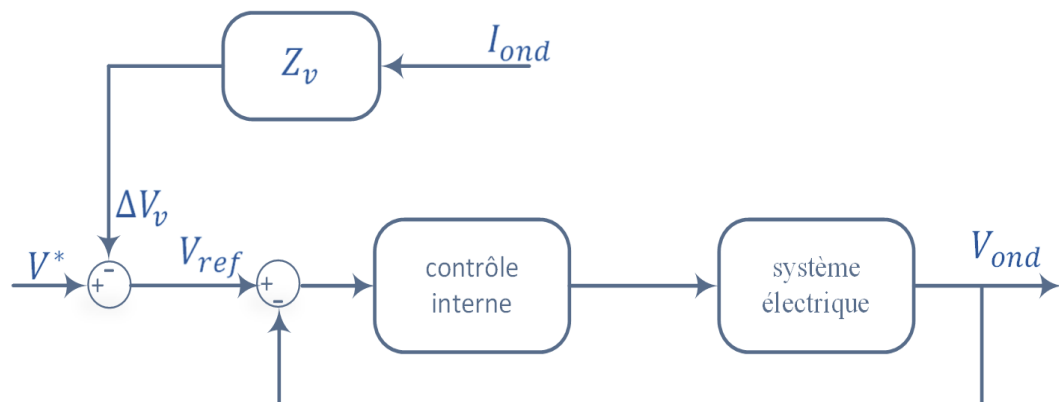 I_ond
Z_v
ΔV_v
-
V*
+
V_ref
+
-
contrôle
interne
système
électrique
V_ond